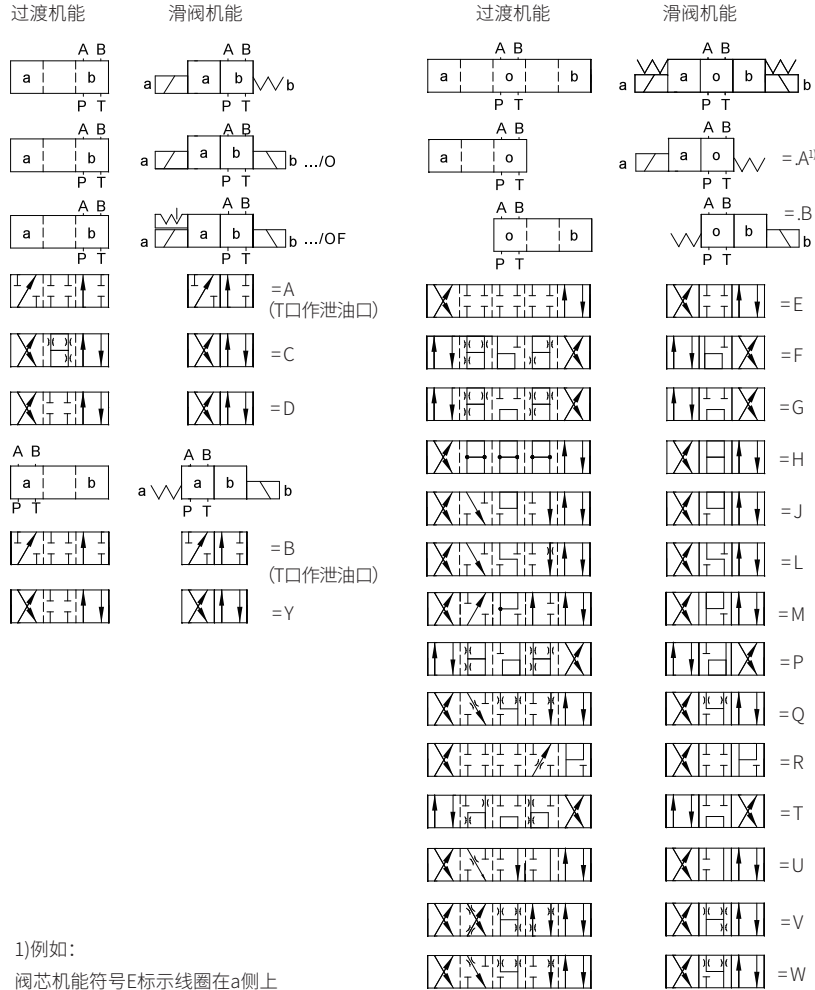 过渡机能 滑阀机能
A B A B
a b a a b b
P T P T
A B A B
a b a a b b .../O
P T P T
A B A B
a b a a b b .../OF
P T P T
=A
(T口作泄油口)
=C
=D
A B A B
a b a a b b
P T P T
=B
(T口作泄油口)
=Y
过渡机能 滑阀机能
A B A B
a o b a a o b b
P T P T
A B A B
a o a a o =.A1)
P T P T
A B A B =.B
o b o b b
P T P T
=E
=F
=G
=H
=J
=L
=M
=P
=Q
=R
=T
=U
=V
=W
1)例如：
阀芯机能符号E标示线圈在a侧上